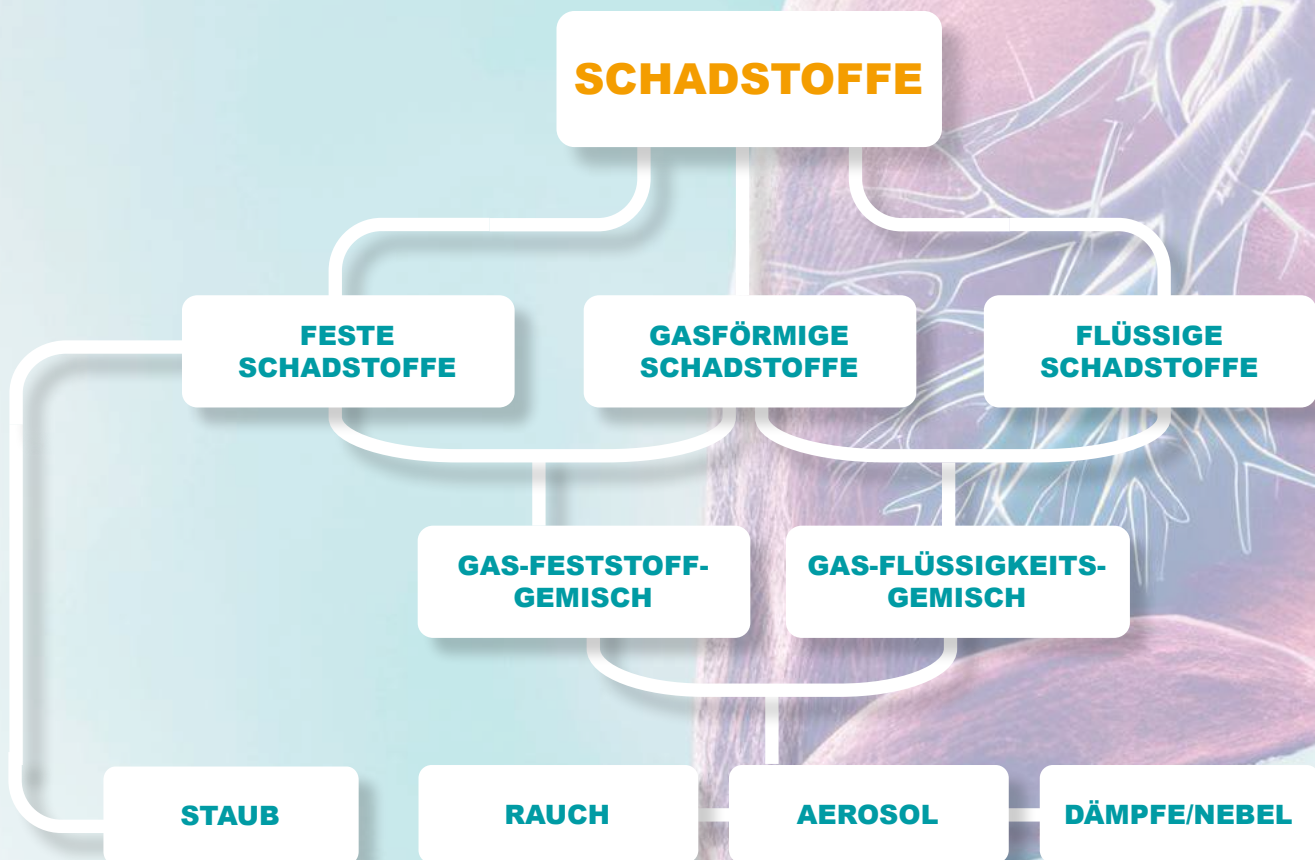 SCHADSTOFFE
FESTE
SCHADSTOFFE
GASFÖRMIGE
SCHADSTOFFE
FLÜSSIGE
SCHADSTOFFE
GAS-FESTSTOFF-
GEMISCH
GAS-FLÜSSIGKEITS-
GEMISCH
STAUB
RAUCH
AEROSOL
DÄMPFE/NEBEL